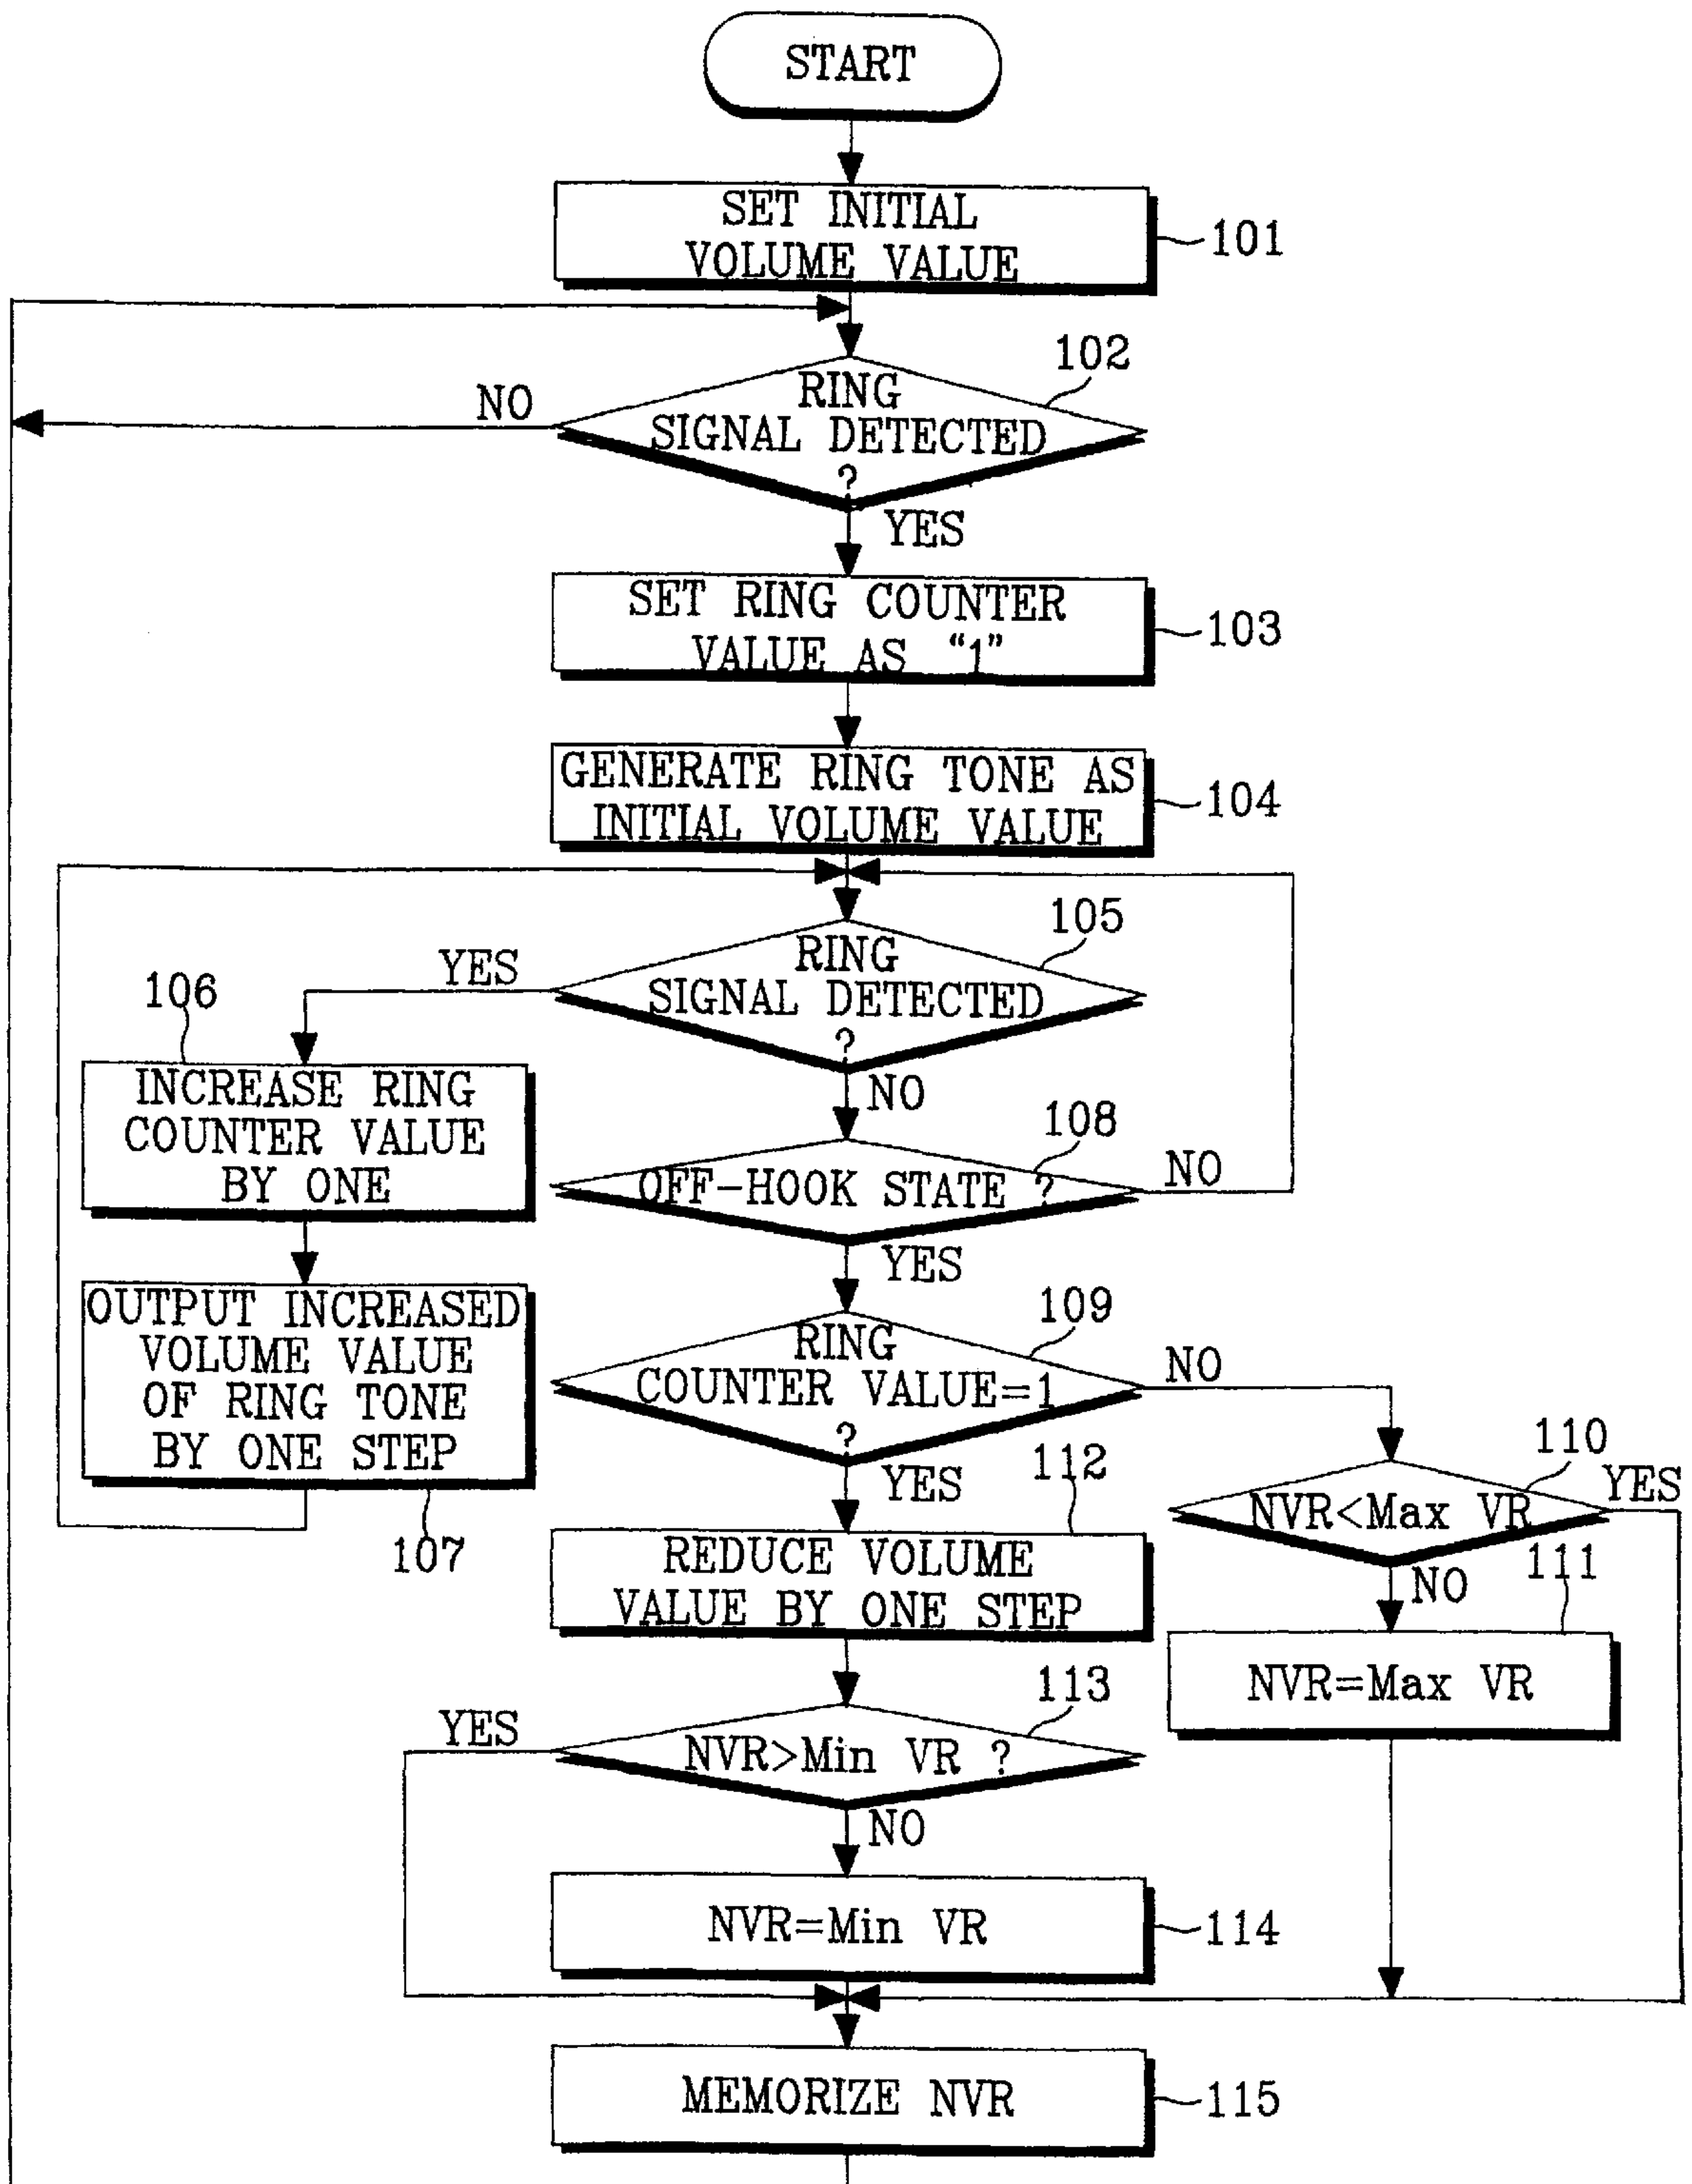 START
SET INITIAL
VOLUME VALUE
101
102
RING
SIGNAL DETECTED
?
NO
YES
SET RING COUNTER
VALUE AS "1"
103
GENERATE RING TONE AS
INITIAL VOLUME VALUE
104
105
RING
SIGNAL DETECTED
?
YES
NO
106
INCREASE RING
COUNTER VALUE
BY ONE
OUTPUT INCREASED
VOLUME VALUE
OF RING TONE
BY ONE STEP
107
108
OFF-HOOK STATE ?
NO
YES
109
RING
COUNTER VALUE=1
?
NO
YES
110
NVR<Max VR
YES
NO
111
NVR=Max VR
112
REDUCE VOLUME
VALUE BY ONE STEP
113
NVR>Min VR ?
YES
NO
NVR=Min VR
114
MEMORIZE NVR
115